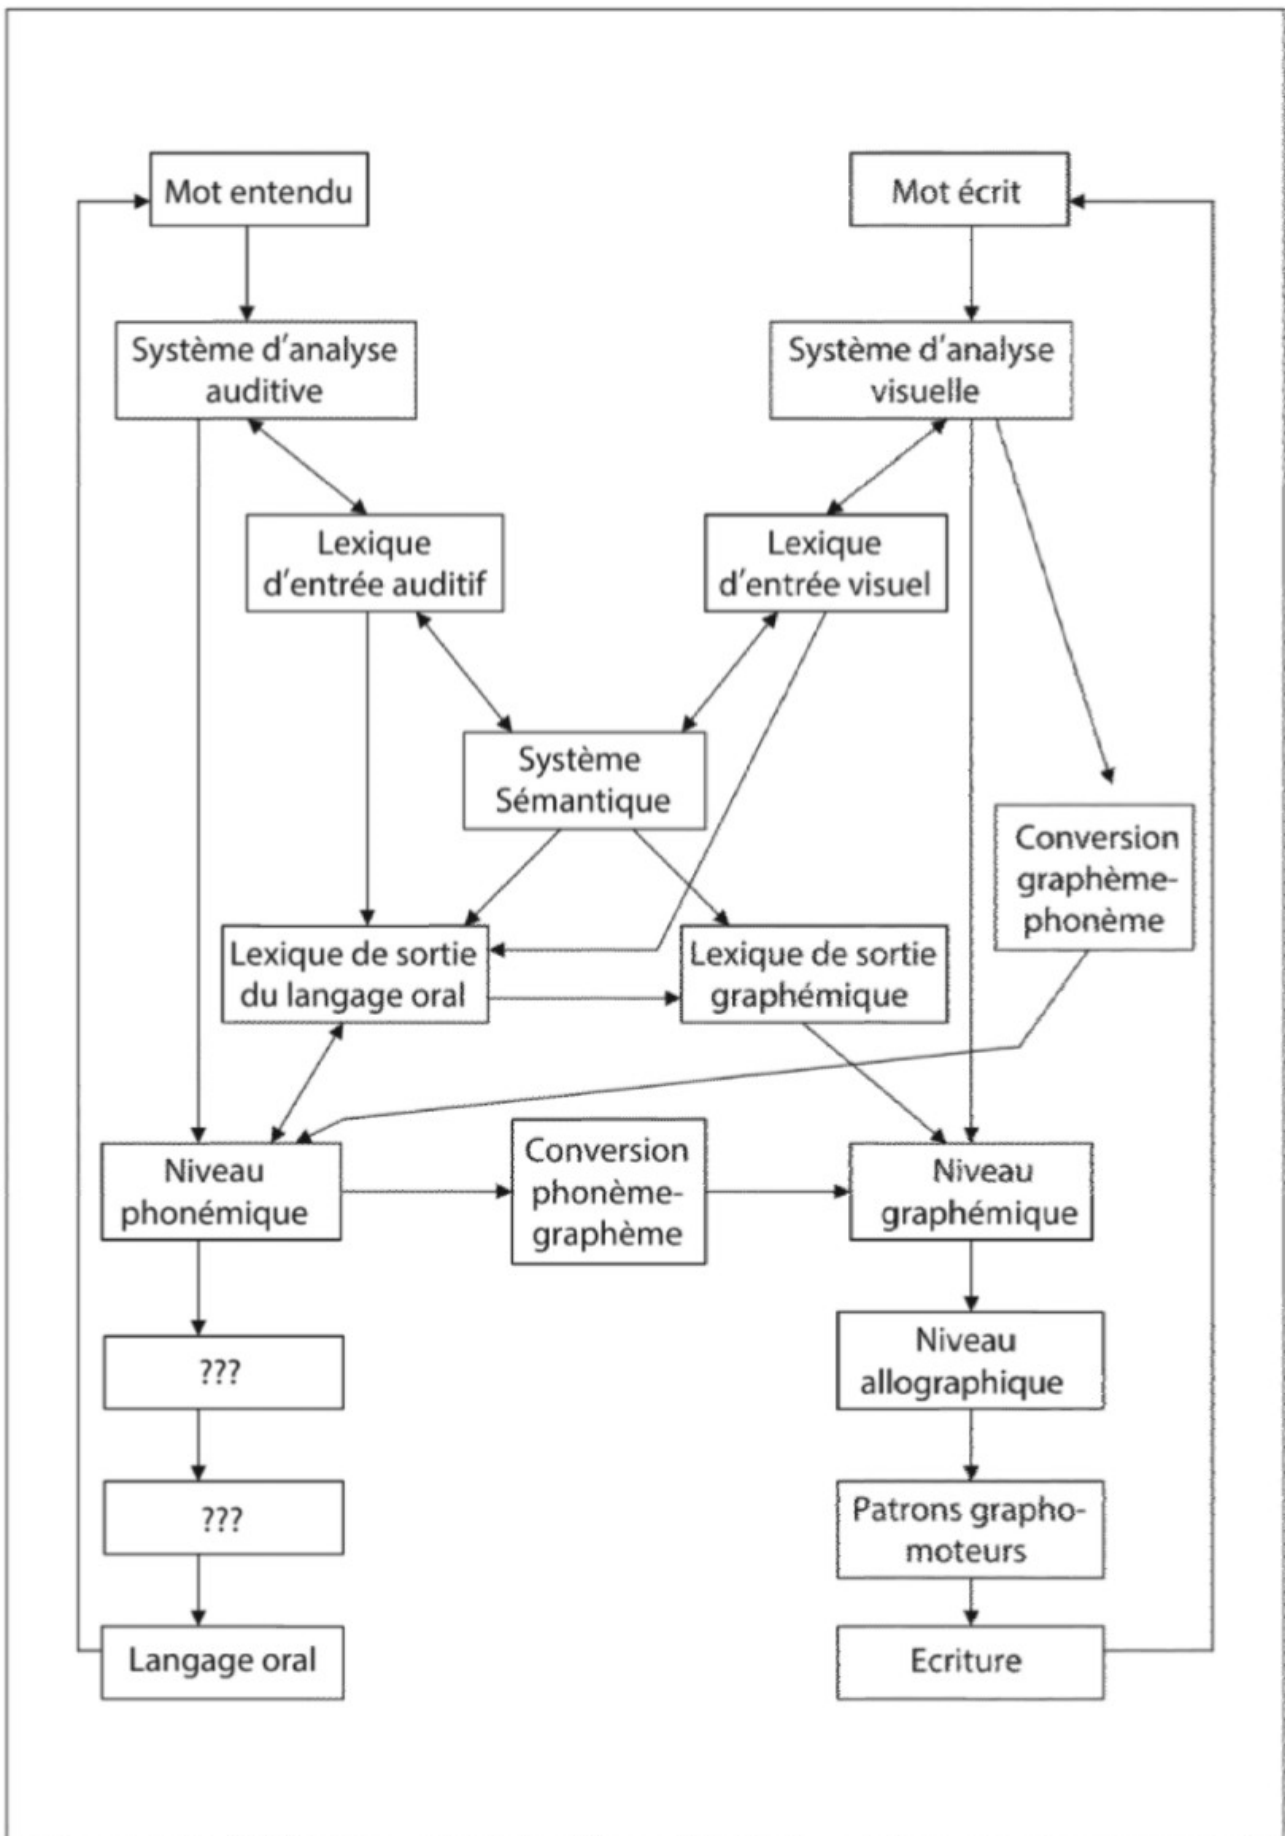 Mot entendu
Mot écrit
Système d'analyse
auditive
Système d'analyse
visuelle
Lexique
d'entrée auditif
Lexique
d'entrée visuel
Système
Sémantique
Conversion
graphème-
phonème
Lexique de sortie
du langage oral
Lexique de sortie
graphémique
Niveau
phonémique
Conversion
phonème-
graphème
Niveau
graphémique
???
Niveau
allographique
???
Patrons grapho-
moteurs
Langage oral
Ecriture